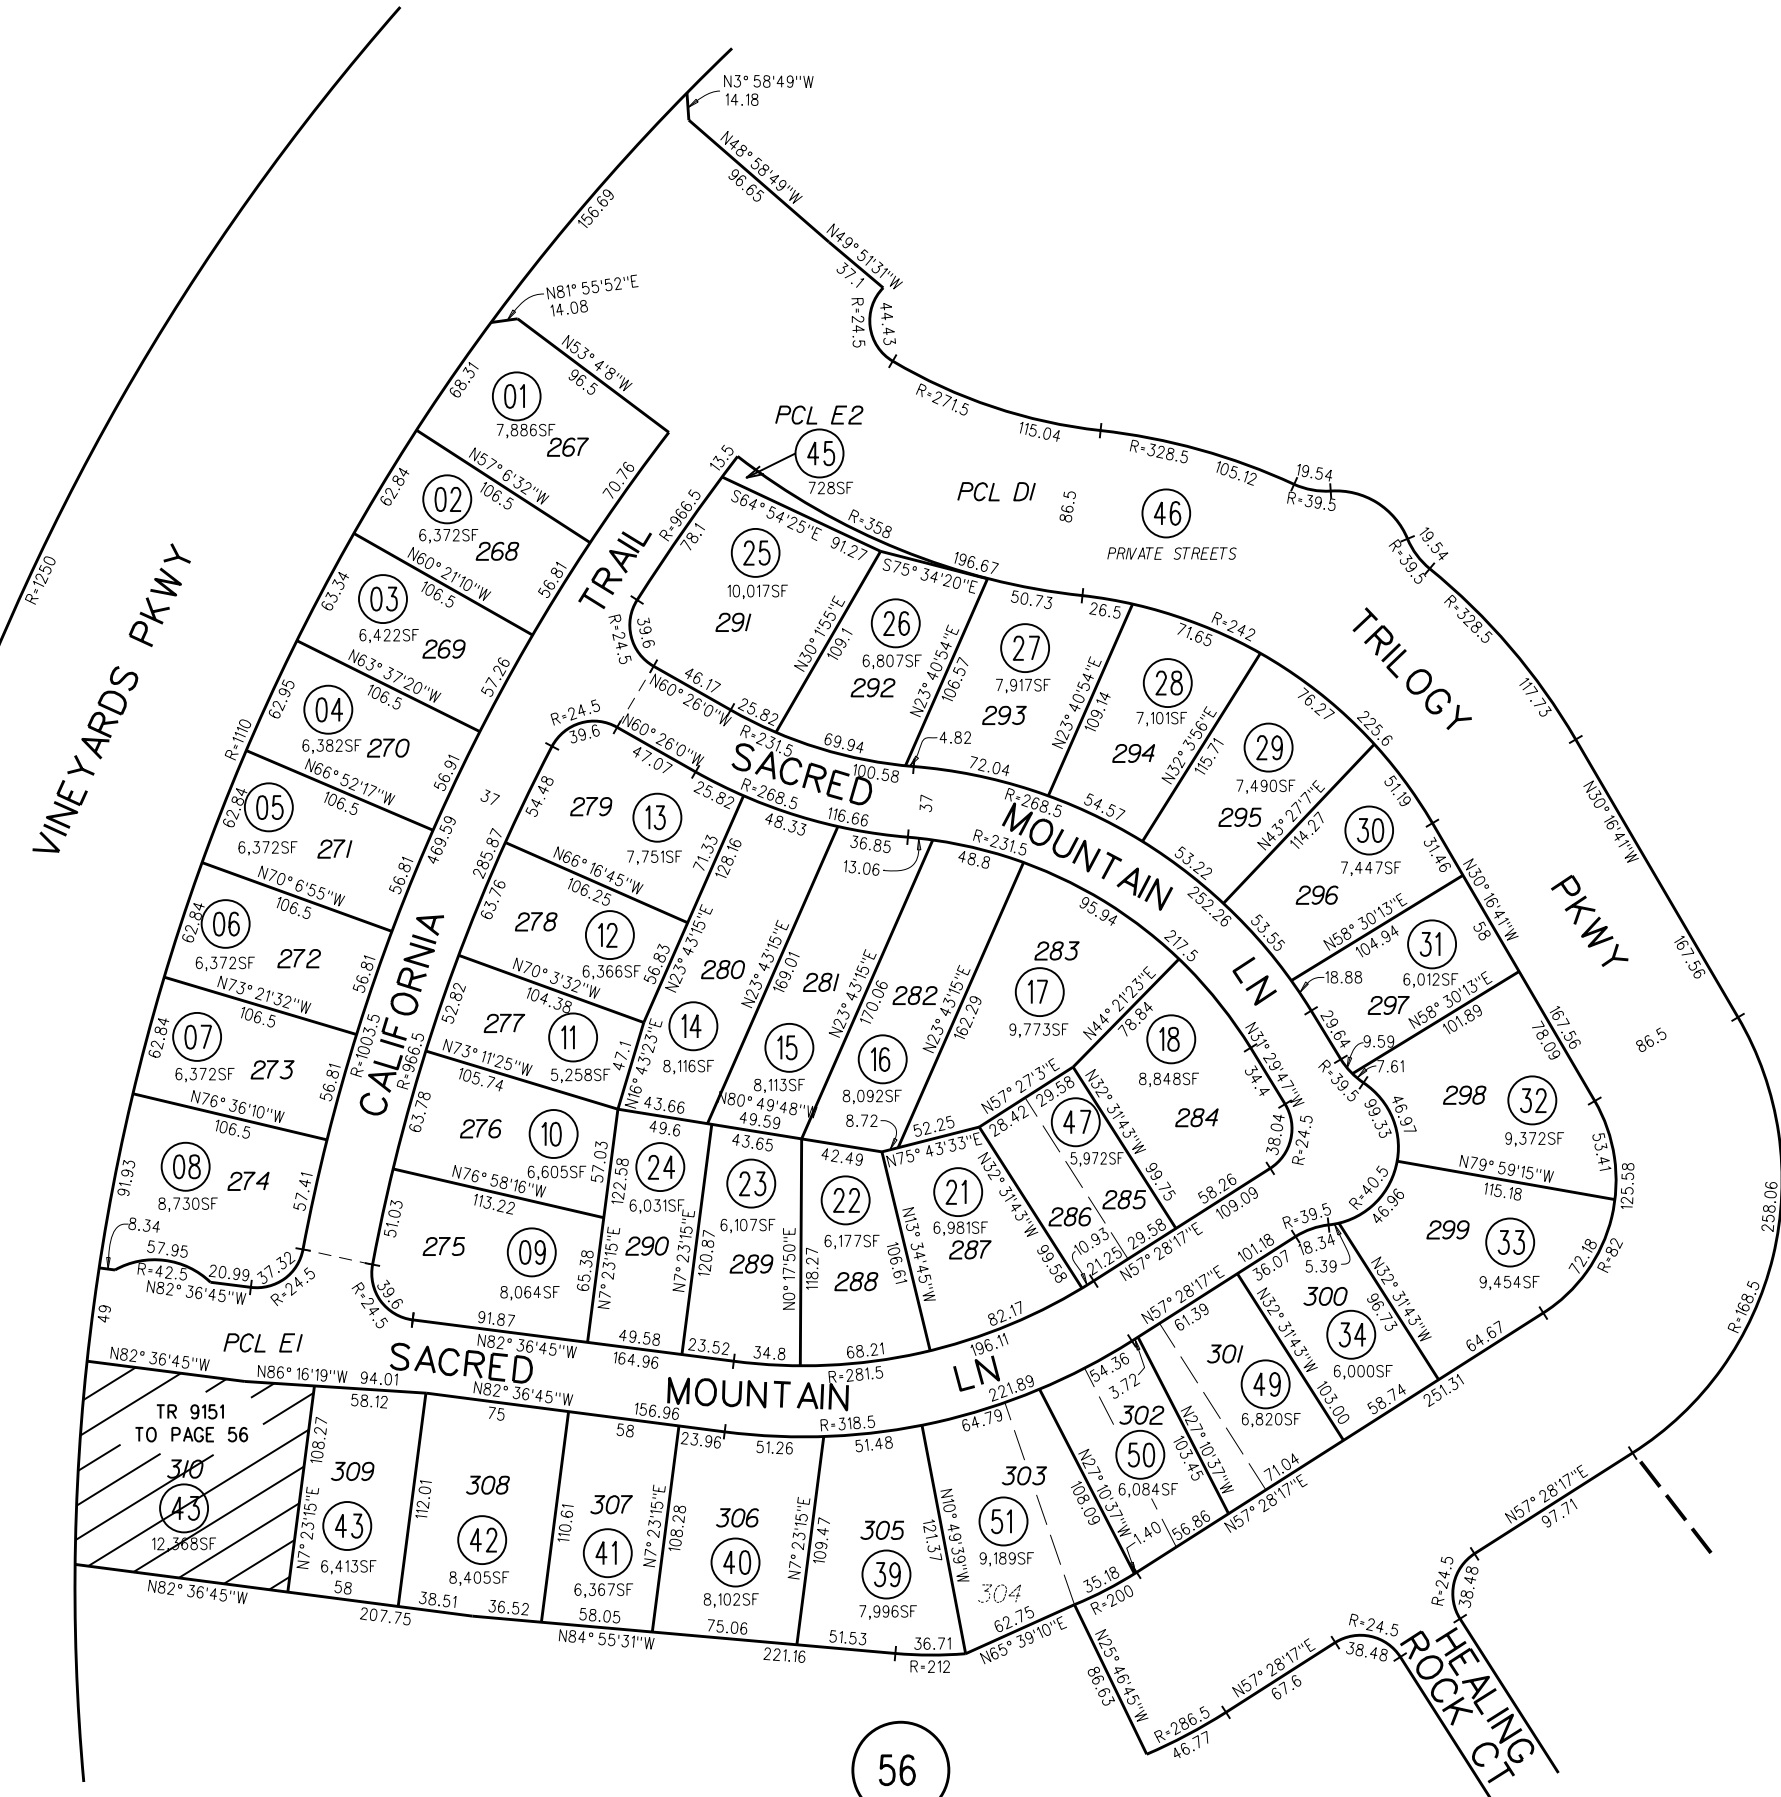 N3°58'49"W
14.18
N48°58'49"W
96.65
156.69
N49°51'31"W
37.1
N81°55'52"E
14.08
R=24.5
44.43
N53°4'8"W
96.5
R=271.5
115.04
R=328.5
105.12
19.54
R=39.5
19.54
R=39.5
R=328.5
117.73
68.31
01
7,886SF
267
70.76
N57°6'32"W
106.5
62.84
02
6,372SF
268
56.81
N60°21'10"W
106.5
63.34
03
6,422SF
269
57.26
N63°37'20"W
106.5
62.95
04
6,382SF
270
56.91
R=1110
N66°52'17"W
106.5
62.84
05
6,372SF
271
56.81
469.59
N70°6'55"W
106.5
62.84
06
6,372SF
272
56.81
N73°21'32"W
106.5
62.84
07
6,372SF
273
56.81
R=1003.5
N76°36'10"W
106.5
91.93
08
8,730SF
274
57.41
8.34
57.95
R=42.5
20.99
37.32
R=24.5
N82°36'45"W
49
R=1250
VINEYARDS PKWY
CALIFORNIA
TRAIL
37
PCL E2
45
728SF
13.5
R=966.5
78.1
S64°54'25"E
91.27
R=358
196.67
S75°34'20"E
PCL D1
86.5
46
PRIVATE STREETS
25
10,017SF
291
39.6
R=24.5
46.17
N60°26'0"W
25.82
R=231.5
N30°1'55"E
109.1
26
6,807SF
292
69.94
100.58
4.82
N23°40'54"E
106.57
50.73
26.5
27
7,917SF
293
72.04
R=268.5
N23°40'54"E
109.14
R=242
71.65
28
7,101SF
294
54.57
N32°3'56"E
115.71
76.27
225.6
29
7,490SF
295
53.22
252.26
N43°27'7"E
114.27
51.19
31.46
30
7,447SF
296
53.55
N58°30'13"E
104.94
18.88
N30°16'41"W
58
31
6,012SF
297
29.64
N58°30'13"E
101.89
9.59
7.61
R=39.5
167.56
78.09
298
32
9,372SF
46.97
99.33
53.41
N79°59'15"W
115.18
125.58
R=40.5
46.96
299
33
9,454SF
72.18
R=82
TRILOGY
PKWY
N30°16'41"W
167.56
86.5
258.06
R=168.5
SACRED
MOUNTAIN
LN
37
R=24.5
39.6
N60°26'0"W
47.07
25.82
R=268.5
116.66
54.48
279
13
7,751SF
71.33
128.16
48.33
36.85
13.06
R=231.5
48.8
285.87
N66°16'45"W
106.25
63.76
278
12
6,366SF
56.83
N23°43'15"E
N70°3'32"W
104.38
52.82
277
11
5,258SF
47.1
N16°43'23"E
N73°11'25"W
105.74
R=966.5
63.78
276
10
6,605SF
57.03
N76°58'16"W
113.22
51.03
275
09
8,064SF
65.38
39.6
R=24.5
91.87
N82°36'45"W
280
14
8,116SF
43.66
N23°43'15"E
169.01
281
15
8,113SF
N80°49'48"W
49.59
N23°43'15"E
170.06
282
16
8,092SF
8.72
N23°43'15"E
162.29
95.94
217.5
283
17
9,773SF
52.25
N75°43'33"E
N57°27'3"E
28.42
29.58
N44°21'23"E
78.84
18
8,848SF
284
N31°29'47"W
34.4
38.04
R=24.5
58.26
109.09
N32°31'43"W
99.75
47
5,972SF
285
286
10.93
29.58
21.25
N57°28'17"E
N32°31'43"W
99.58
21
6,981SF
287
82.17
196.11
N13°34'45"W
106.61
42.49
22
6,177SF
288
68.21
R=281.5
N0°17'50"E
118.27
43.65
23
6,107SF
289
34.8
23.52
N7°23'15"E
120.87
49.6
24
6,031SF
290
49.58
164.96
N7°23'15"E
122.58
PCL E1
SACRED
MOUNTAIN
LN
N82°36'45"W
N86°16'19"W
94.01
58.12
N82°36'45"W
75
156.96
58
23.96
51.26
R=318.5
51.48
64.79
221.89
TR 9151
TO PAGE 56
310
43
12,368SF
N82°36'45"W
N7°23'15"E
108.27
309
43
6,413SF
58
207.75
112.01
308
42
8,405SF
38.51
36.52
110.61
307
41
6,367SF
58.05
N84°55'31"W
N7°23'15"E
108.28
306
40
8,102SF
75.06
221.16
N7°23'15"E
109.47
305
39
7,996SF
51.53
36.71
R=212
N10°49'39"W
121.37
303
51
9,189SF
304
62.75
N65°39'10"E
35.18
R=200
N27°10'37"W
108.09
54.36
3.72
302
50
6,084SF
1.40
56.86
N27°10'37"W
103.45
N57°28'17"E
61.39
301
49
6,820SF
71.04
N57°28'17"E
N32°31'43"W
103.00
101.18
36.07
R=39.5
18.34
5.39
300
34
6,000SF
58.74
251.31
N32°31'43"W
96.73
64.67
N57°28'17"E
97.71
R=24.5
38.48
R=24.5
38.48
HEALING
ROCK CT
N57°28'17"E
67.6
R=286.5
46.77
N25°46'45"W
86.63
56